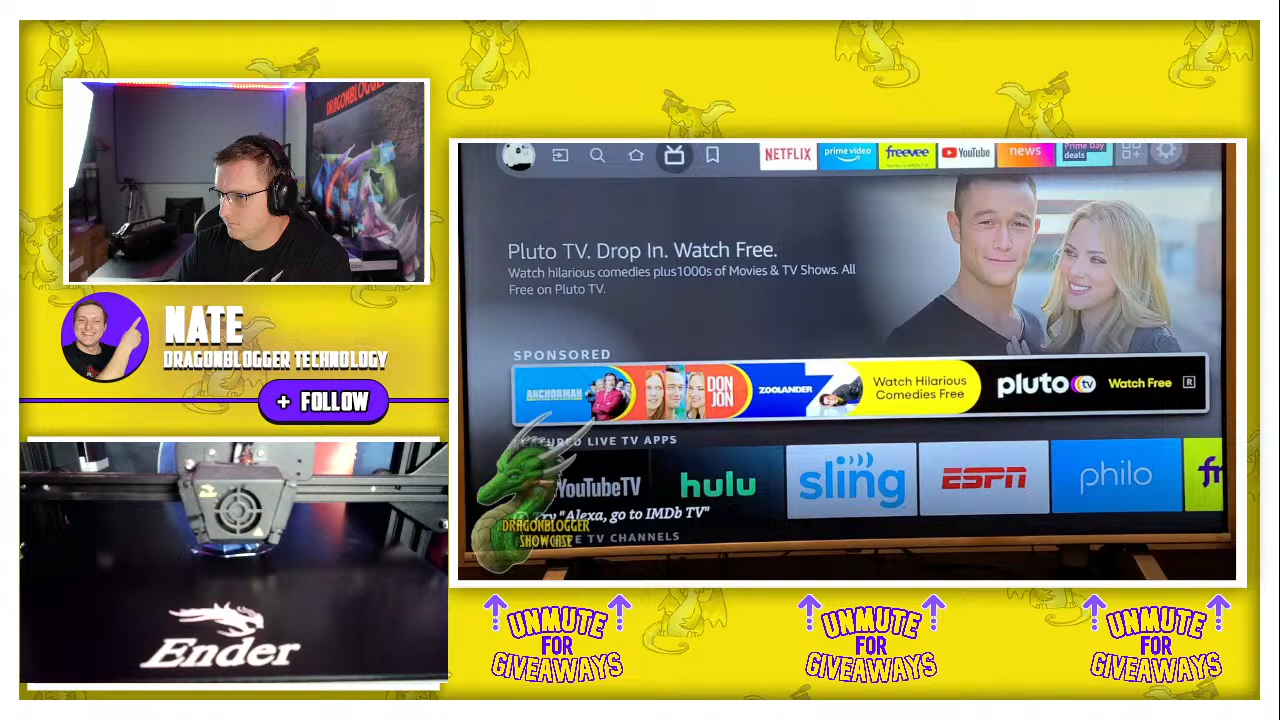 DRAGONBLOGGER
NATE
DRAGONBLOGGER TECHNOLOGY
+ FOLLOW
Ender
NETFLIX
prime video
freevee
YouTube
news
Prime Day
deals
Pluto TV. Drop In. Watch Free.
Watch hilarious comedies plus1000s of Movies & TV Shows. All
Free on Pluto TV.
SPONSORED
ANCHORMAN
DON
JON
ZOOLANDER
Watch Hilarious
Comedies Free
pluto tv
Watch Free
R
LIVE TV APPS
YouTubeTV
hulu
sling
ESPN
philo
fr
"Alexa, go to IMDb TV"
DRAGONBLOGGER
SHOWCASE
TV CHANNELS
UNMUTE
FOR
GIVEAWAYS
UNMUTE
FOR
GIVEAWAYS
UNMUTE
FOR
GIVEAWAYS